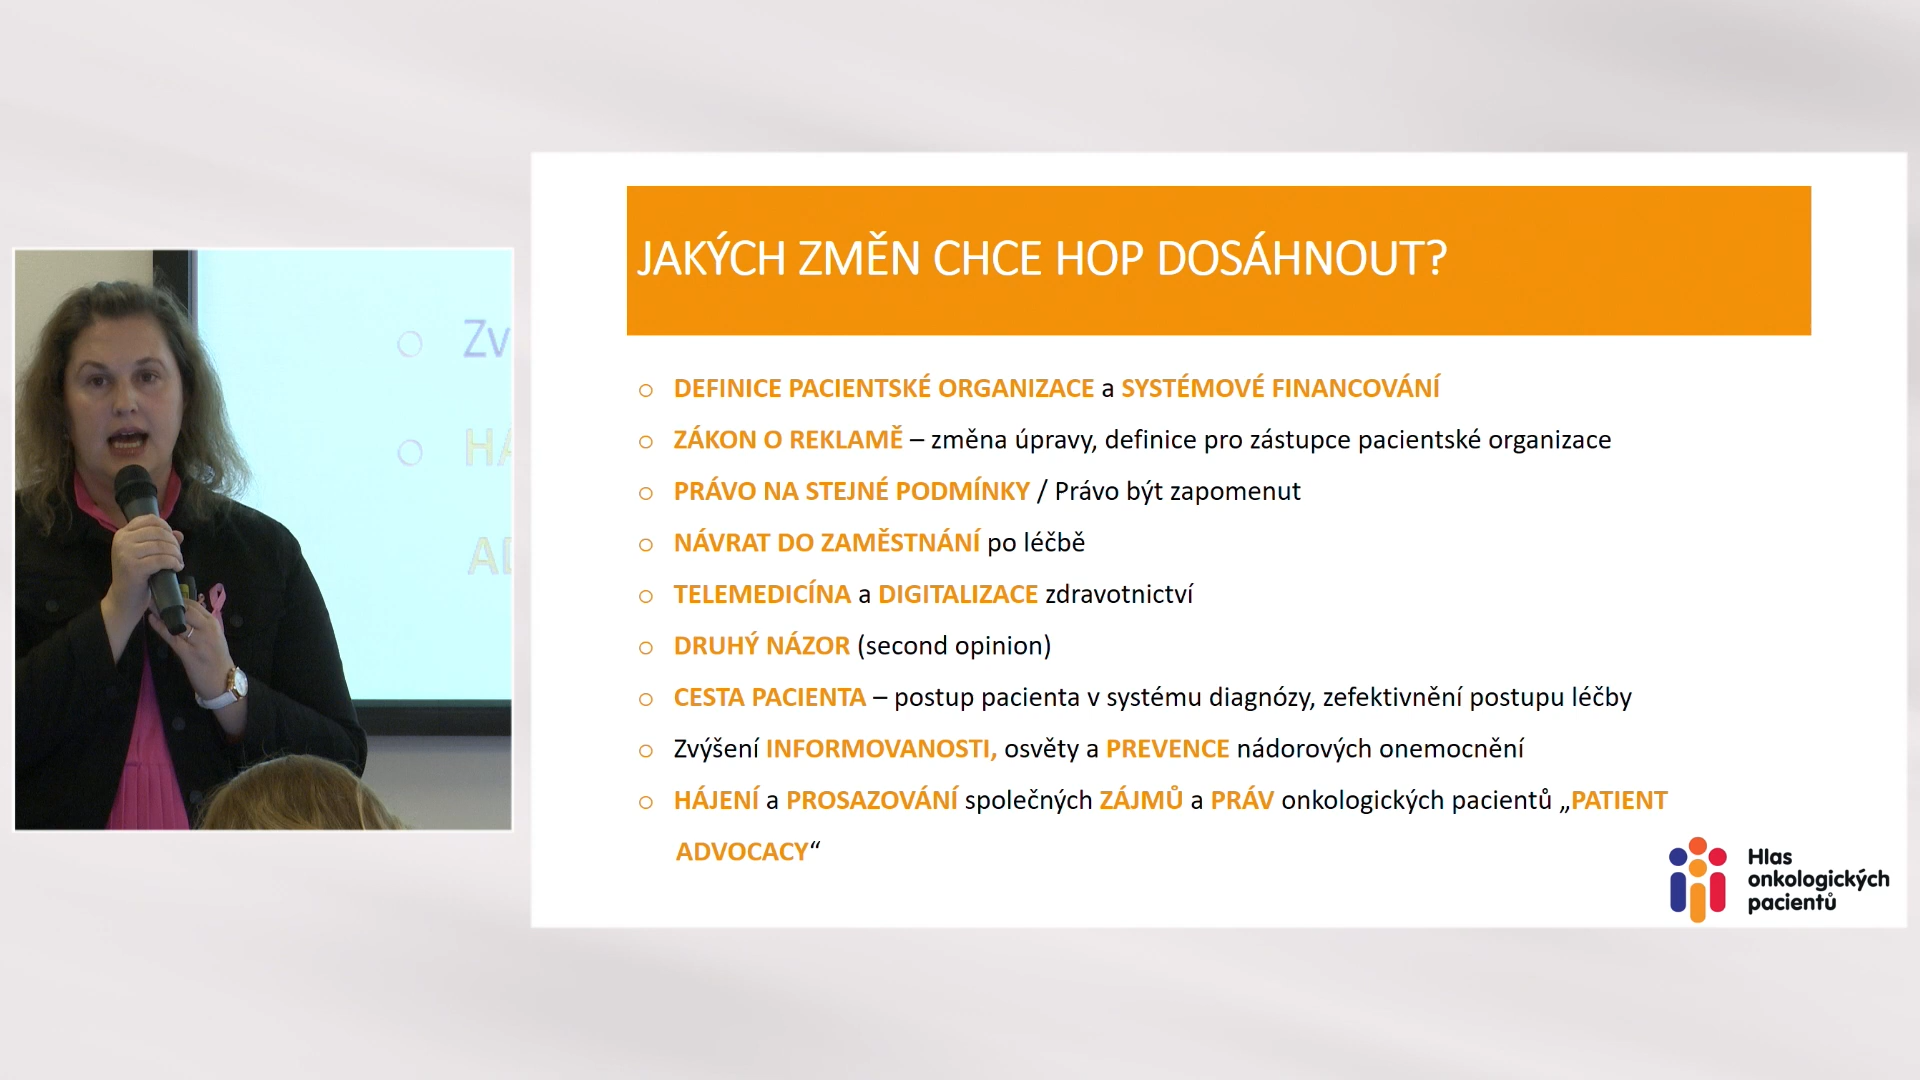 JAKÝCH ZMĚN CHCE HOP DOSÁHNOUT?
o DEFINICE PACIENTSKÉ ORGANIZACE a SYSTÉMOVÉ FINANCOVÁNÍ
o ZÁKON O REKLAMĚ – změna úpravy, definice pro zástupce pacientské organizace
o PRÁVO NA STEJNÉ PODMÍNKY / Právo být zapomenut
o NÁVRAT DO ZAMĚSTNÁNÍ po léčbě
o TELEMEDICÍNA a DIGITALIZACE zdravotnictví
o DRUHÝ NÁZOR (second opinion)
o CESTA PACIENTA – postup pacienta v systému diagnózy, zefektivnění postupu léčby
o Zvýšení INFORMOVANOSTI, osvěty a PREVENCE nádorových onemocnění
o HÁJENÍ a PROSAZOVÁNÍ společných ZÁJMŮ a PRÁV onkologických pacientů „PATIENT
ADVOCACY“
Hlas
onkologických
pacientů
o Zv
o HÁ
AD